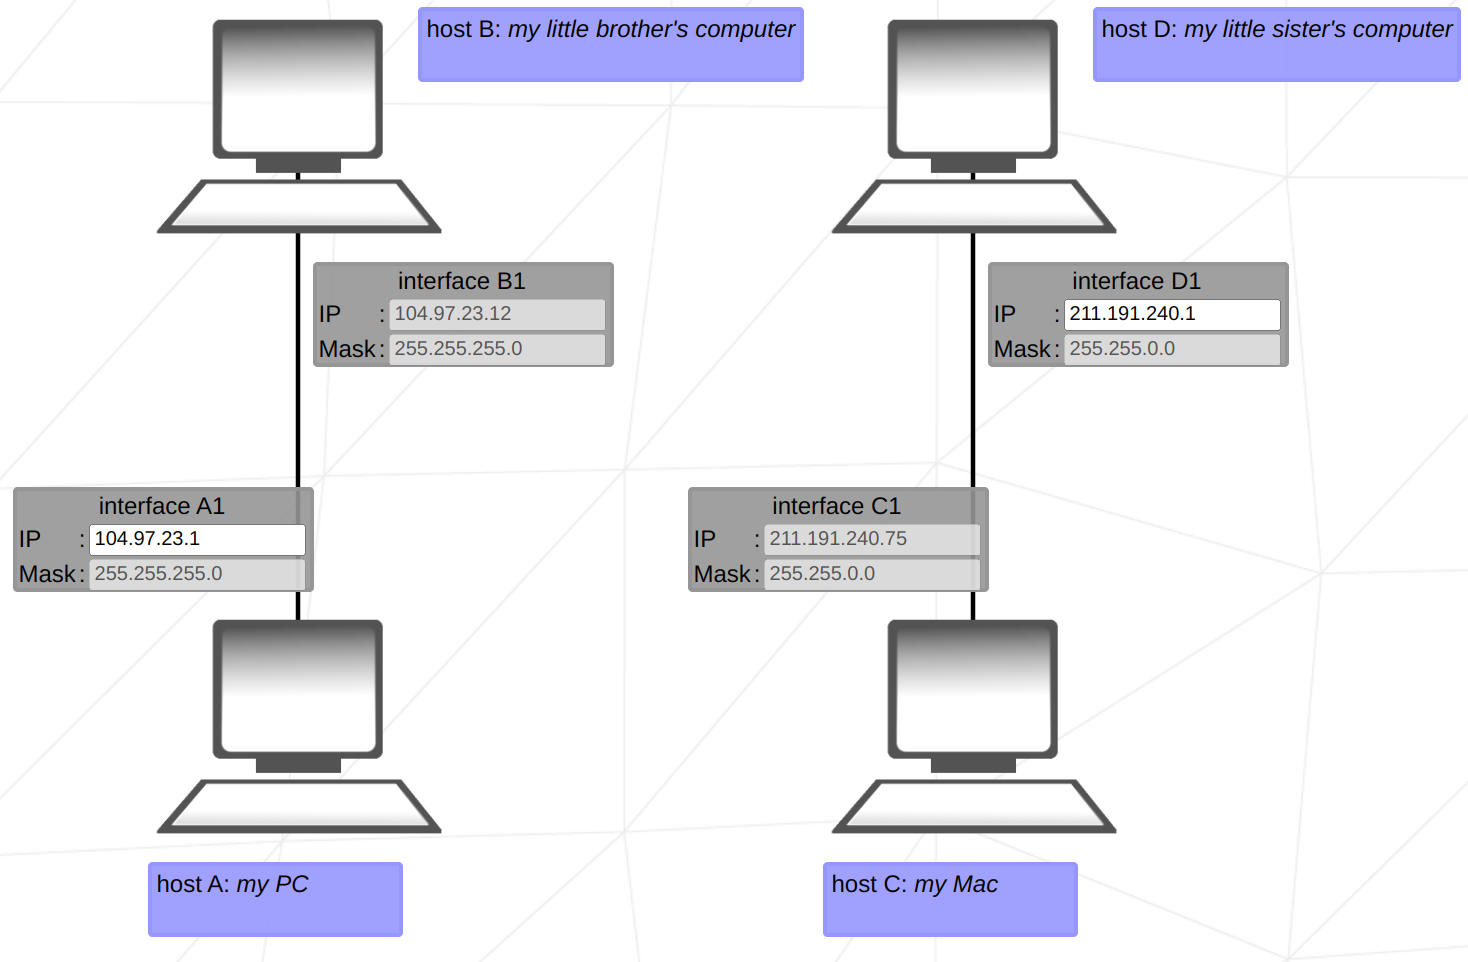 host B: my little brother's computer
host D: my little sister's computer
interface B1
IP : 104.97.23.12
Mask : 255.255.255.0
interface D1
IP : 211.191.240.1
Mask : 255.255.0.0
interface A1
IP : 104.97.23.1
Mask : 255.255.255.0
interface C1
IP : 211.191.240.75
Mask : 255.255.0.0
host A: my PC
host C: my Mac